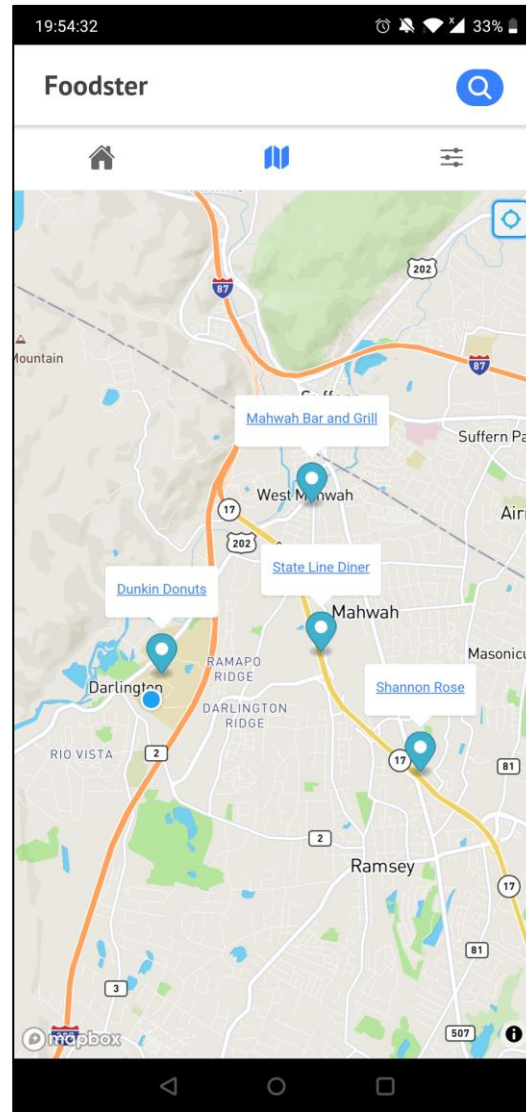 19:54:32
33%
Foodster
202
87
87
Mountain
Suffern
Mahwah Bar and Grill
Suffern Pa
West Mahwah
17
Air
202
State Line Diner
Dunkin Donuts
Mahwah
Masonicu
RAMAPO
RIDGE
Shannon Rose
Darlington
DARLINGTON
RIDGE
RIO VISTA
2
17
81
2
Ramsey
17
81
3
507
mapbox